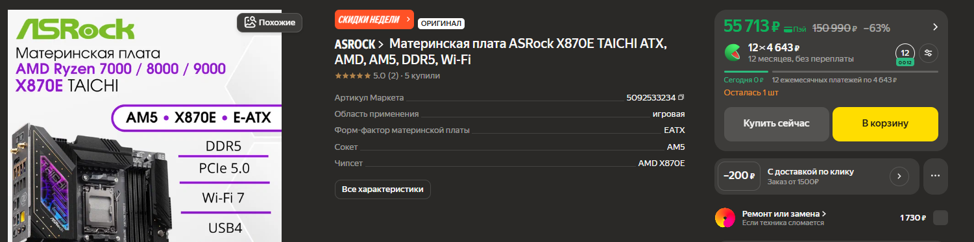 ASRock
Материнская плата
AMD Ryzen 7000 / 8000 / 9000
X870E TAICHI
AM5 • X870E • E-ATX
DDR5
PCIe 5.0
Wi-Fi 7
USB4
Похожие
СКИДКИ НЕДЕЛИ >
ОРИГИНАЛ
ASROCK > Материнская плата ASRock X870E TAICHI ATX,
AMD, AM5, DDR5, Wi-Fi
★★★★★ 5.0 (2) · 5 купили
Артикул Маркета 5092533234
Область применения игровая
Форм-фактор материнской платы EATX
Сокет AM5
Чипсет AMD X870E
Все характеристики
55 713 ₽ Пэй 150 990 ₽ −63%
12×4 643 ₽
12 месяцев, без переплаты
12
Сегодня 0 ₽ 12 ежемесячных платежей по 4 643 ₽
Осталась 1 шт
Купить сейчас
В корзину
−200 ₽
С доставкой по клику
Заказ от 1500₽
Ремонт или замена >
Если техника сломается
1 730 ₽